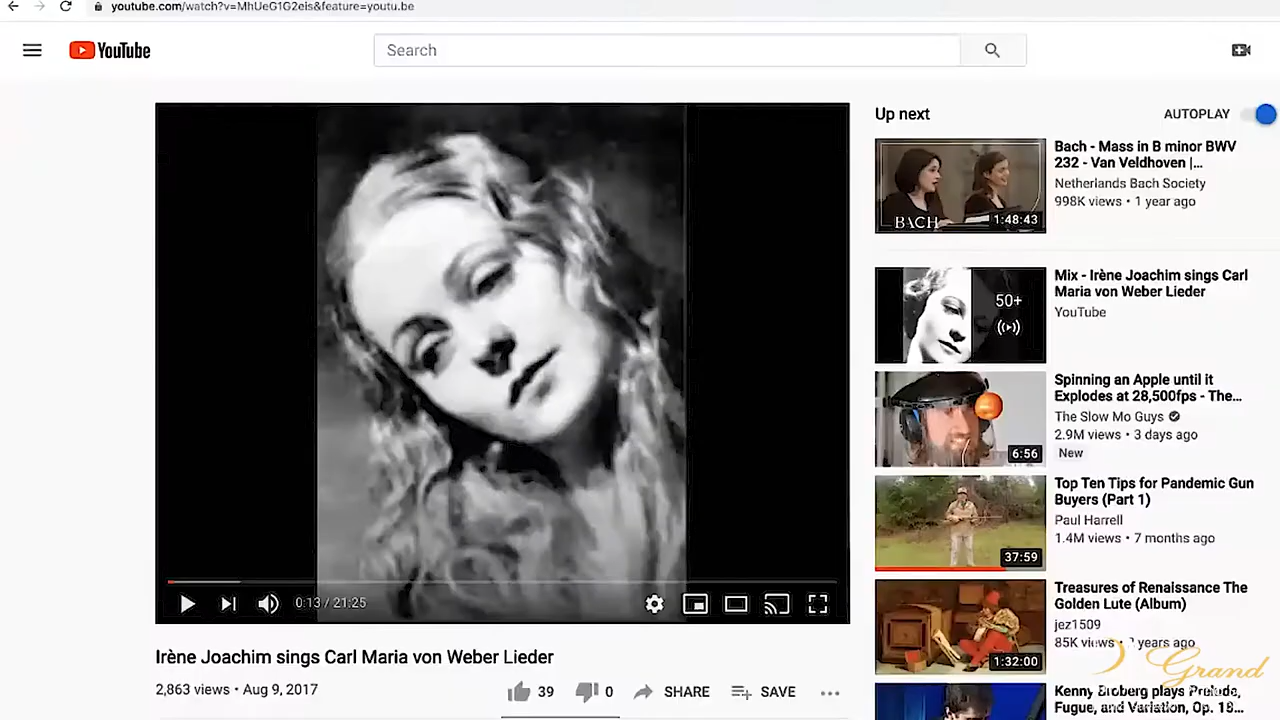 youtube.com/watch?v=MhUeG1G2eis&feature=youtu.be
YouTube
Search
Up next
AUTOPLAY
Bach - Mass in B minor BWV
232 - Van Veldhoven |...
Netherlands Bach Society
998K views • 1 year ago
BACH
1:48:43
Mix - Irène Joachim sings Carl
Maria von Weber Lieder
YouTube
50+
Spinning an Apple until it
Explodes at 28,500fps - The...
The Slow Mo Guys
2.9M views • 3 days ago
New
6:56
Top Ten Tips for Pandemic Gun
Buyers (Part 1)
Paul Harrell
1.4M views • 7 months ago
37:59
Treasures of Renaissance The
Golden Lute (Album)
jez1509
85K views • years ago
1:32:00
Kenny Broberg plays Prelude,
Fugue, and Variation, Op. 18...
Grand
0:13 / 21:25
Irène Joachim sings Carl Maria von Weber Lieder
2,863 views • Aug 9, 2017
39
0
SHARE
SAVE